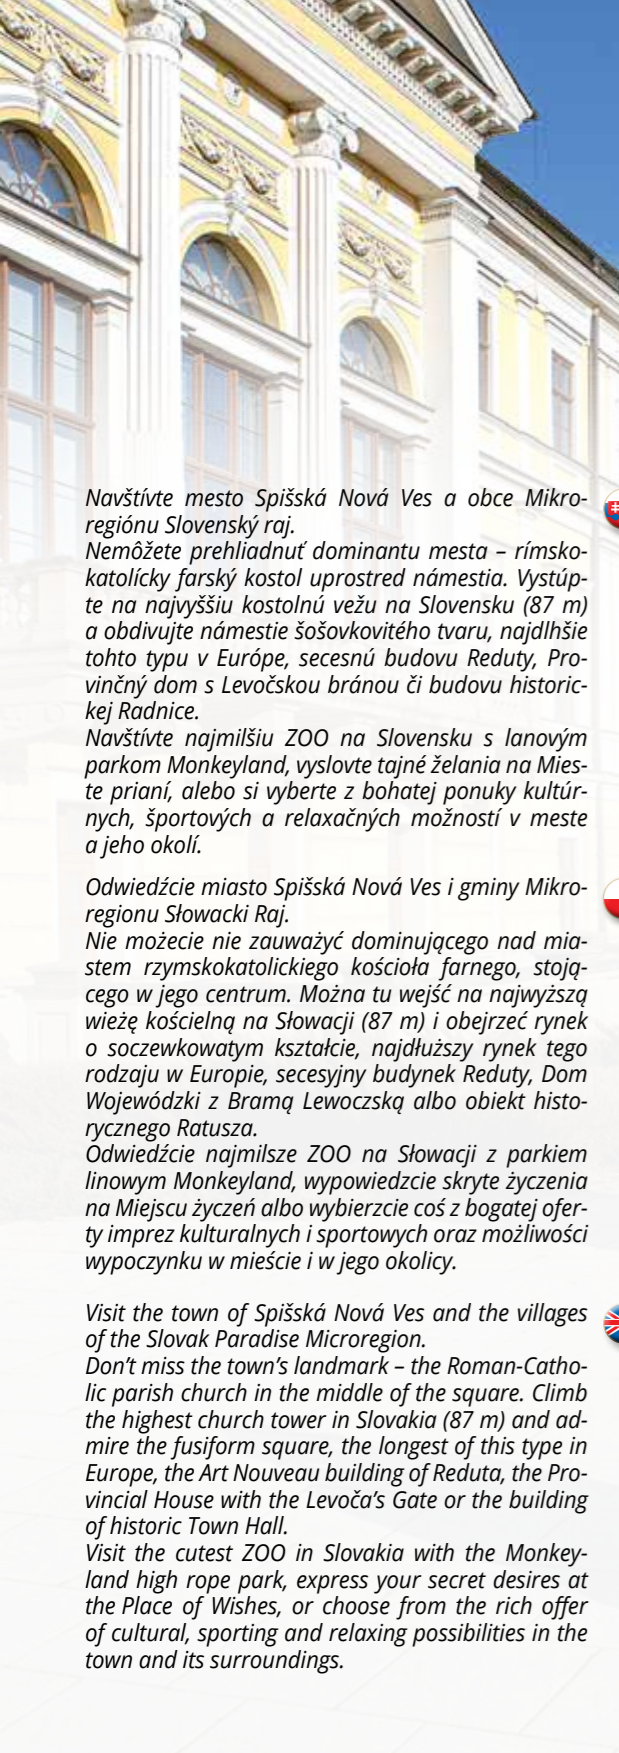 Navštívte mesto Spišská Nová Ves a obce Mikro-
regiónu Slovenský raj.
Nemôžete prehliadnuť dominantu mesta – rímsko-
katolícky farský kostol uprostred námestia. Vystúp-
te na najvyššiu kostolnú vežu na Slovensku (87 m)
a obdivujte námestie šošovkovitého tvaru, najdlhšie
tohto typu v Európe, secesnú budovu Reduty, Pro-
vinčný dom s Levočskou bránou či budovu historic-
kej Radnice.
Navštívte najmilšiu ZOO na Slovensku s lanovým
parkom Monkeyland, vyslovte tajné želania na Mies-
te prianí, alebo si vyberte z bohatej ponuky kultúr-
nych, športových a relaxačných možností v meste
a jeho okolí.
Odwiedźcie miasto Spišská Nová Ves i gminy Mikro-
regionu Słowacki Raj.
Nie możecie nie zauważyć dominującego nad mia-
stem rzymskokatolickiego kościoła farnego, stoją-
cego w jego centrum. Można tu wejść na najwyższą
wieżę kościelną na Słowacji (87 m) i obejrzeć rynek
o soczewkowatym kształcie, najdłuższy rynek tego
rodzaju w Europie, secesyjny budynek Reduty, Dom
Wojewódzki z Bramą Lewoczską albo obiekt histo-
rycznego Ratusza.
Odwiedźcie najmilsze ZOO na Słowacji z parkiem
linowym Monkeyland, wypowiedzcie skryte życzenia
na Miejscu życzeń albo wybierzcie coś z bogatej ofer-
ty imprez kulturalnych i sportowych oraz możliwości
wypoczynku w mieście i w jego okolicy.
Visit the town of Spišská Nová Ves and the villages
of the Slovak Paradise Microregion.
Don’t miss the town’s landmark – the Roman-Catho-
lic parish church in the middle of the square. Climb
the highest church tower in Slovakia (87 m) and ad-
mire the fusiform square, the longest of this type in
Europe, the Art Nouveau building of Reduta, the Pro-
vincial House with the Levoča’s Gate or the building
of historic Town Hall.
Visit the cutest ZOO in Slovakia with the Monkey-
land high rope park, express your secret desires at
the Place of Wishes, or choose from the rich offer
of cultural, sporting and relaxing possibilities in the
town and its surroundings.